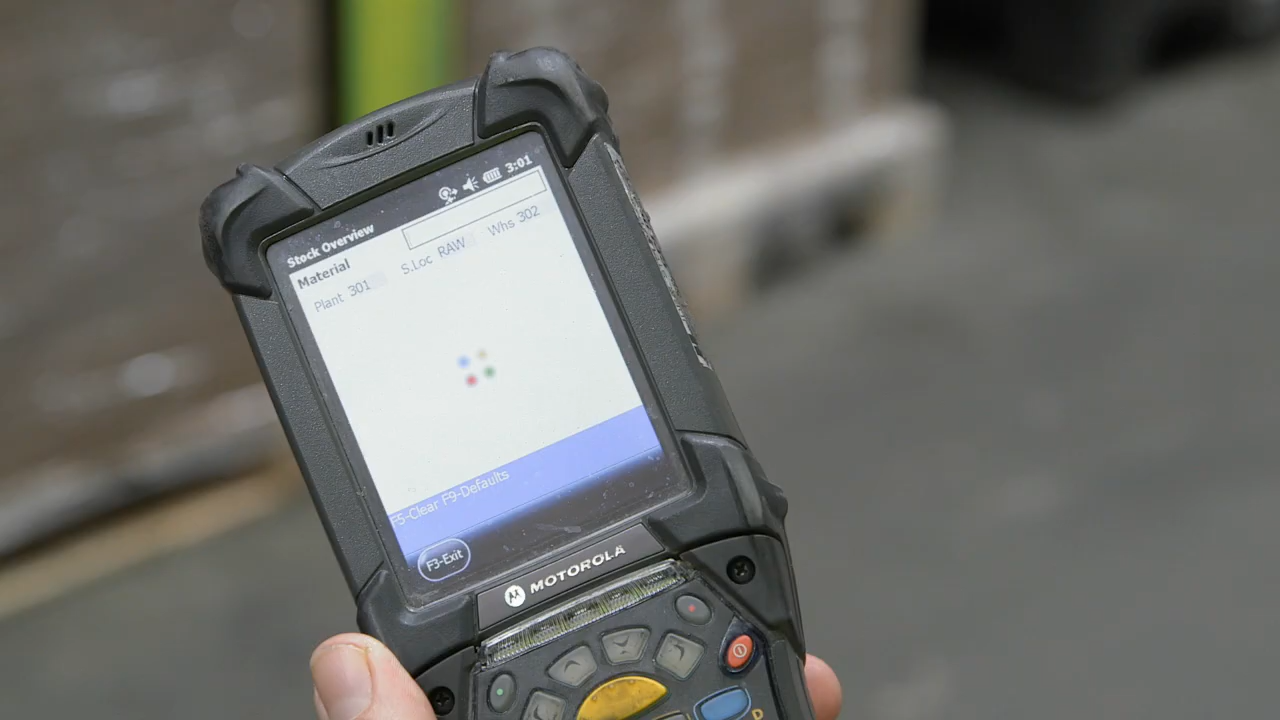 3:01
Stock Overview
Material
Plant 301 S.Loc RAW Whs 302
F5-Clear F9-Defaults
F3-Exit
MOTOROLA
D